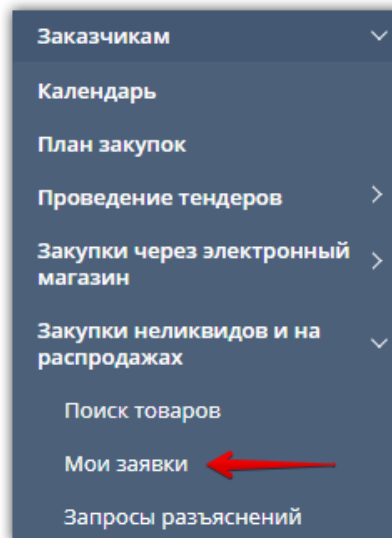 Заказчикам
Календарь
План закупок
Проведение тендеров
Закупки через электронный
магазин
Закупки неликвидов и на
распродажах
Поиск товаров
Мои заявки
Запросы разъяснений